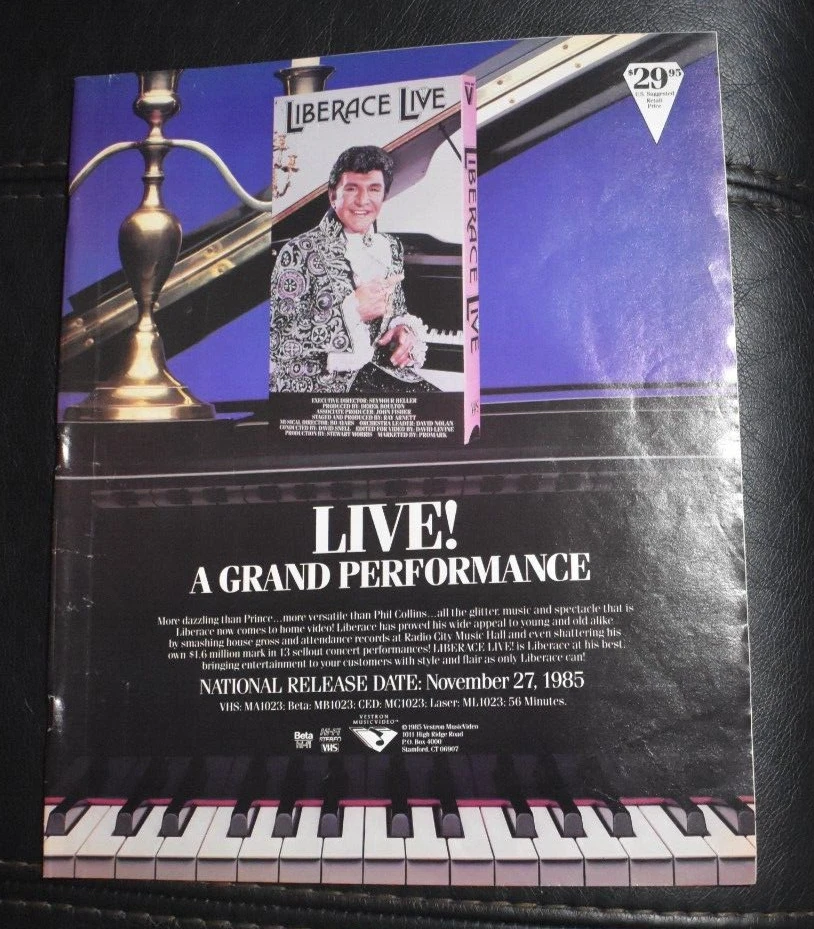 $29.95
U.S. Suggested
Retail
Price
LIBERACE LIVE
V
LIBERACE LIVE
VHS
EXECUTIVE DIRECTOR: SEYMOUR HELLER
PRODUCED BY: DEREK BOULTON
ASSOCIATE PRODUCER: JOHN FISHER
STAGED AND PRODUCED BY: RAY ARNETT
MUSICAL DIRECTOR: BO AYARS ORCHESTRA LEADER: DAVID NOLAN
CONDUCTED BY: DAVID SNELL EDITED FOR VIDEO BY: DAVID LEVINE
PRODUCTION BY: STEWART MORRIS MARKETED BY: PROMARK
LIVE!
A GRAND PERFORMANCE
More dazzling than Prince...more versatile than Phil Collins...all the glitter, music and spectacle that is
Liberace now comes to home video! Liberace has proved his wide appeal to young and old alike
by smashing house gross and attendance records at Radio City Music Hall and even shattering his
own $1.6 million mark in 13 sellout concert performances! LIBERACE LIVE! is Liberace at his best,
bringing entertainment to your customers with style and flair as only Liberace can!
NATIONAL RELEASE DATE: November 27, 1985
VHS: MA1023; Beta: MB1023; CED: MC1023; Laser: ML1023; 56 Minutes.
Beta
hi-fi
HI-FI
STEREO
VHS
VESTRON
MUSICVIDEO™
© 1985 Vestron MusicVideo
1011 High Ridge Road
P.O. Box 4000
Stamford, CT 06907